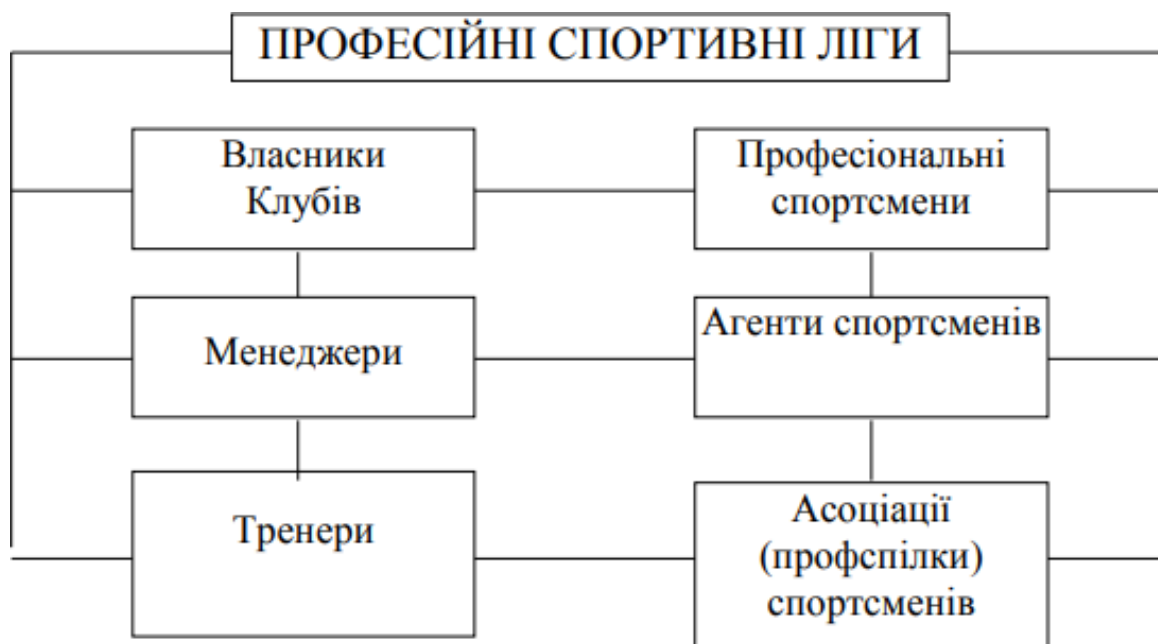 ПРОФЕСІЙНІ СПОРТИВНІ ЛІГИ
Власники
Клубів
Професіональні
спортсмени
Менеджери
Агенти спортсменів
Тренери
Асоціації
(профспілки)
спортсменів